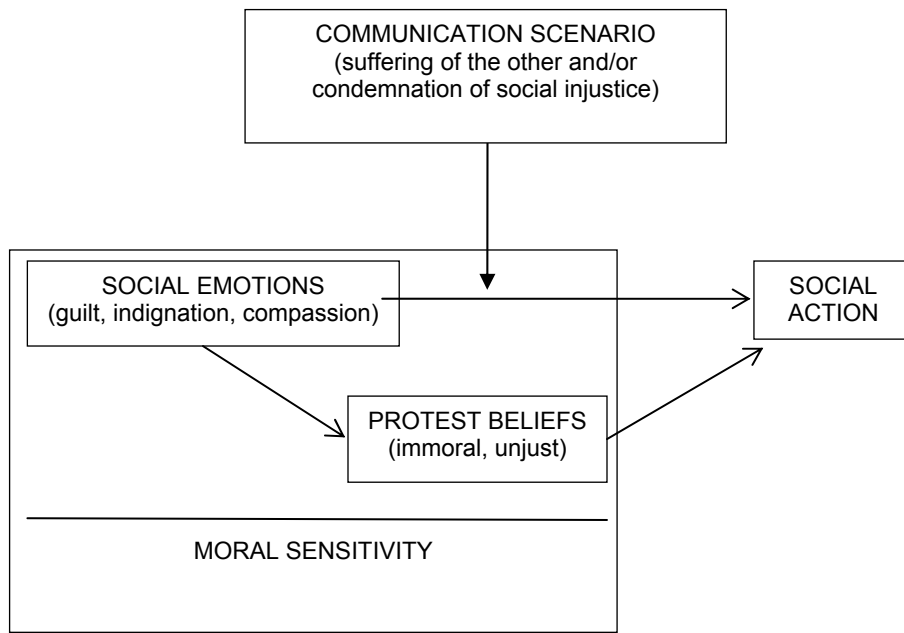 COMMUNICATION SCENARIO
(suffering of the other and/or
condemnation of social injustice)
SOCIAL EMOTIONS
(guilt, indignation, compassion)
SOCIAL
ACTION
PROTEST BELIEFS
(immoral, unjust)
MORAL SENSITIVITY